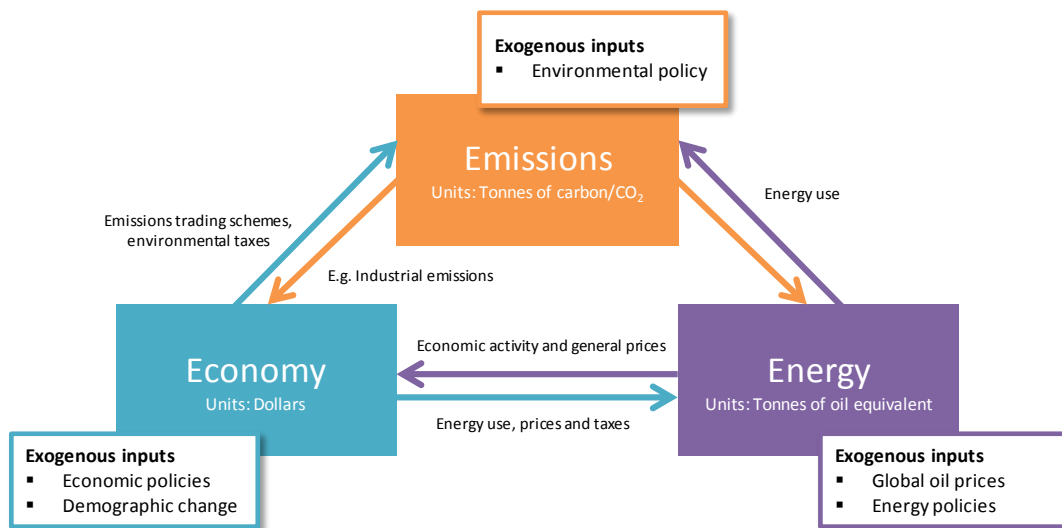 Exogenous inputs
▪ Environmental policy
Emissions
Units: Tonnes of carbon/CO₂
Energy use
Emissions trading schemes,
environmental taxes
E.g. Industrial emissions
Economic activity and general prices
Economy
Units: Dollars
Energy
Units: Tonnes of oil equivalent
Energy use, prices and taxes
Exogenous inputs
▪ Economic policies
▪ Demographic change
Exogenous inputs
▪ Global oil prices
▪ Energy policies